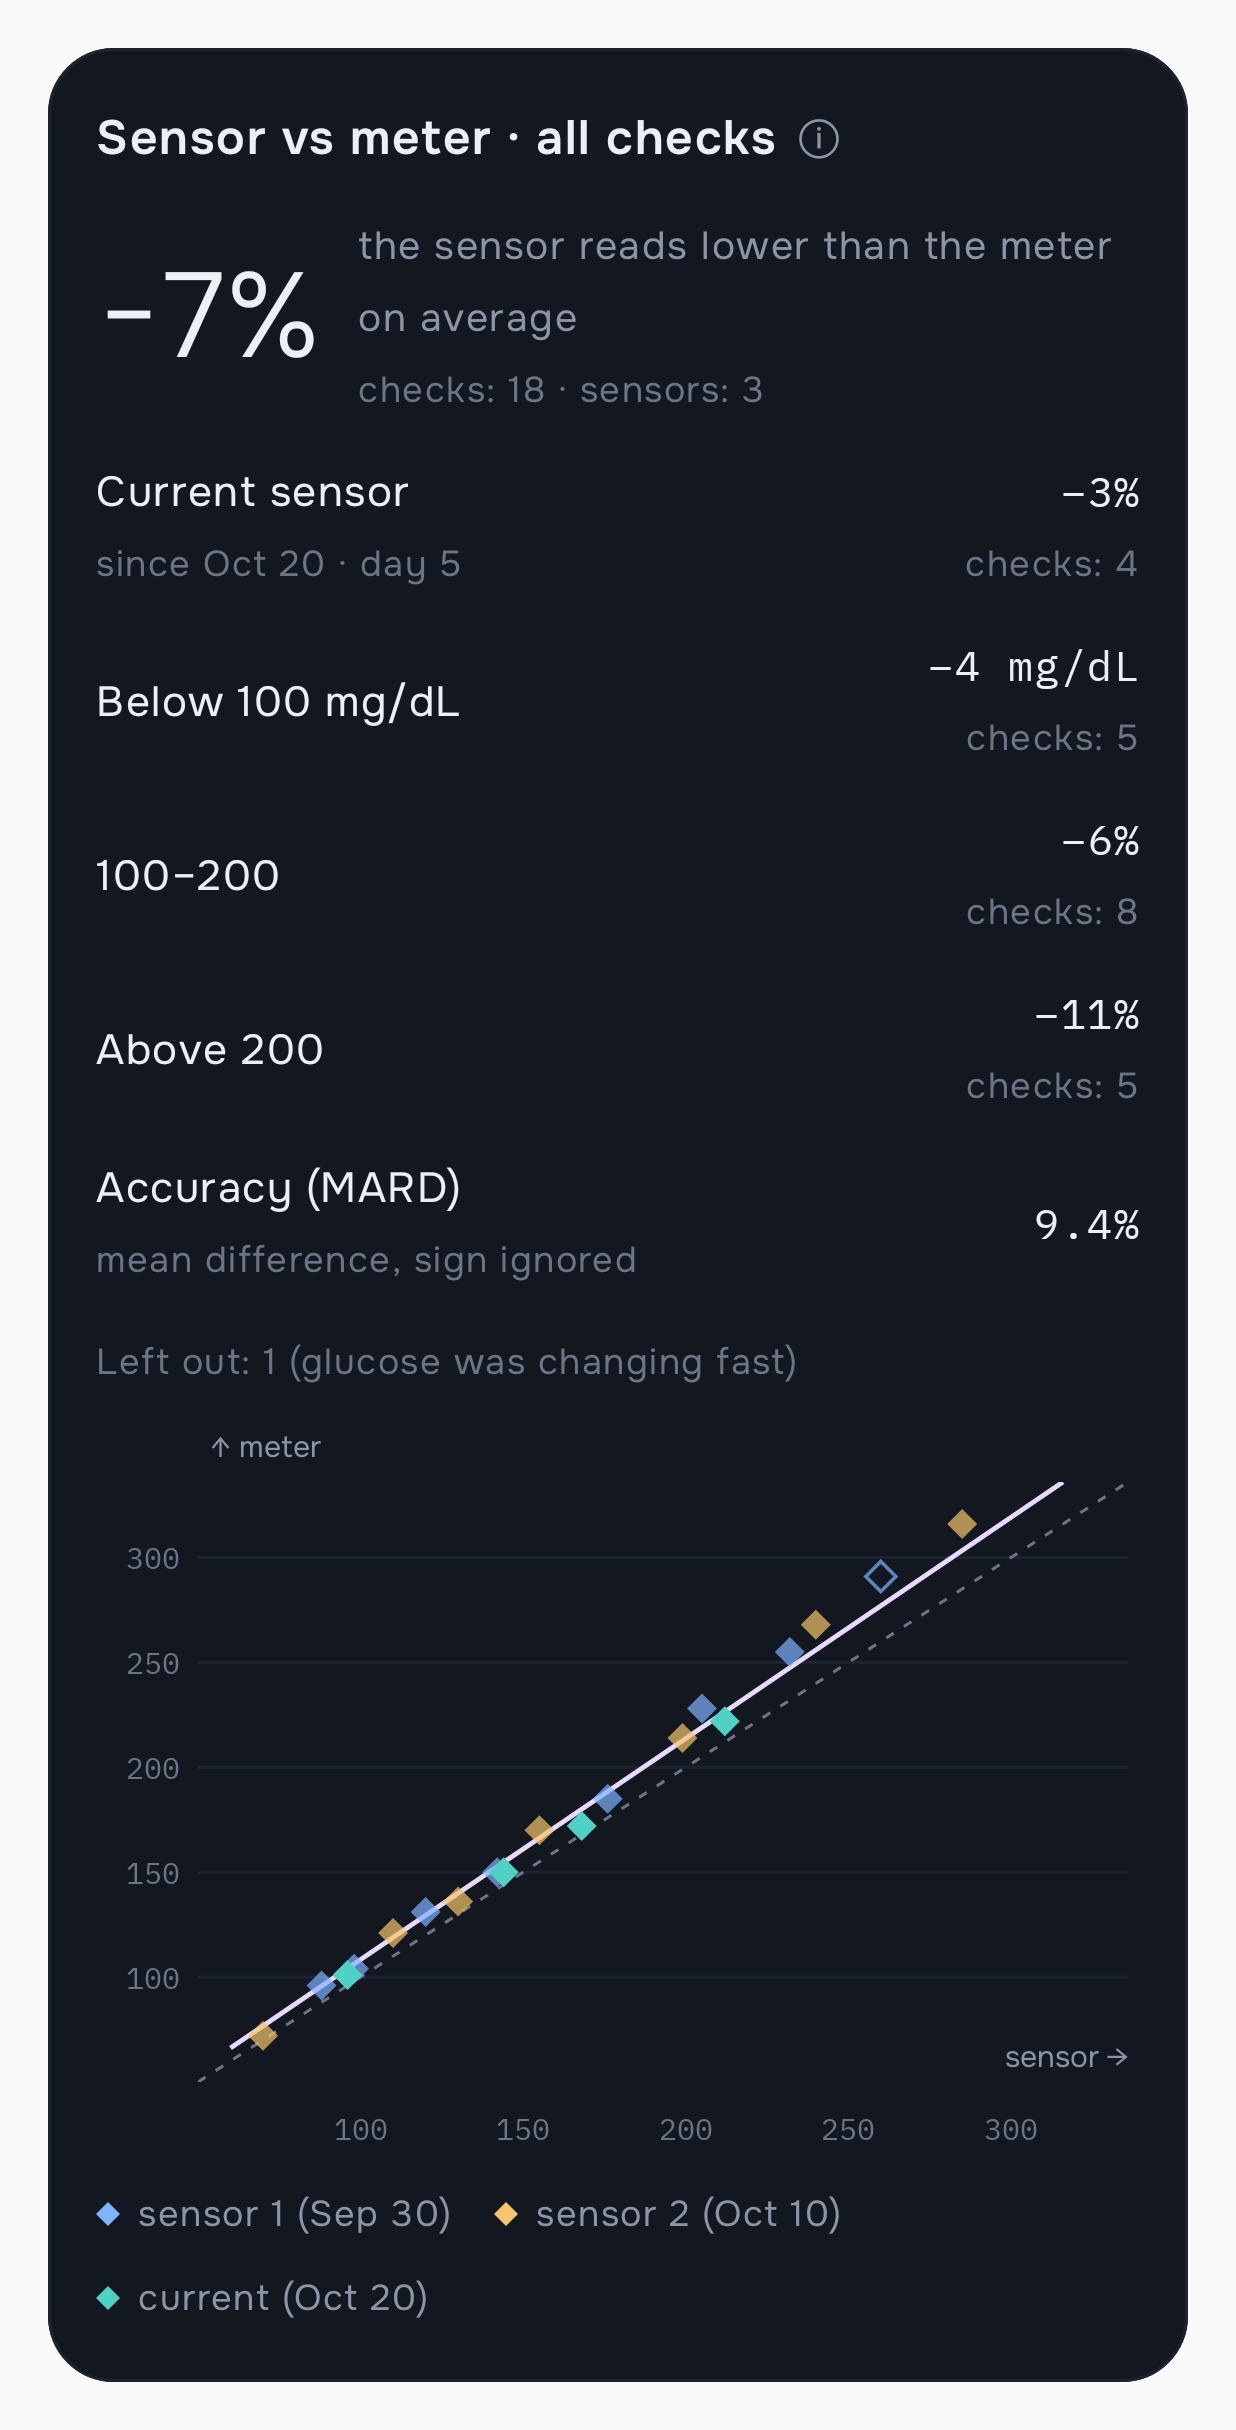 Sensor vs meter · all checks
−7%
the sensor reads lower than the meter
on average
checks: 18 · sensors: 3
Current sensor
−3%
since Oct 20 · day 5
checks: 4
Below 100 mg/dL
−4 mg/dL
checks: 5
100–200
−6%
checks: 8
Above 200
−11%
checks: 5
Accuracy (MARD)
mean difference, sign ignored
9.4%
Left out: 1 (glucose was changing fast)
↑ meter
300
250
200
150
100
sensor →
100 150 200 250 300
sensor 1 (Sep 30) sensor 2 (Oct 10)
current (Oct 20)